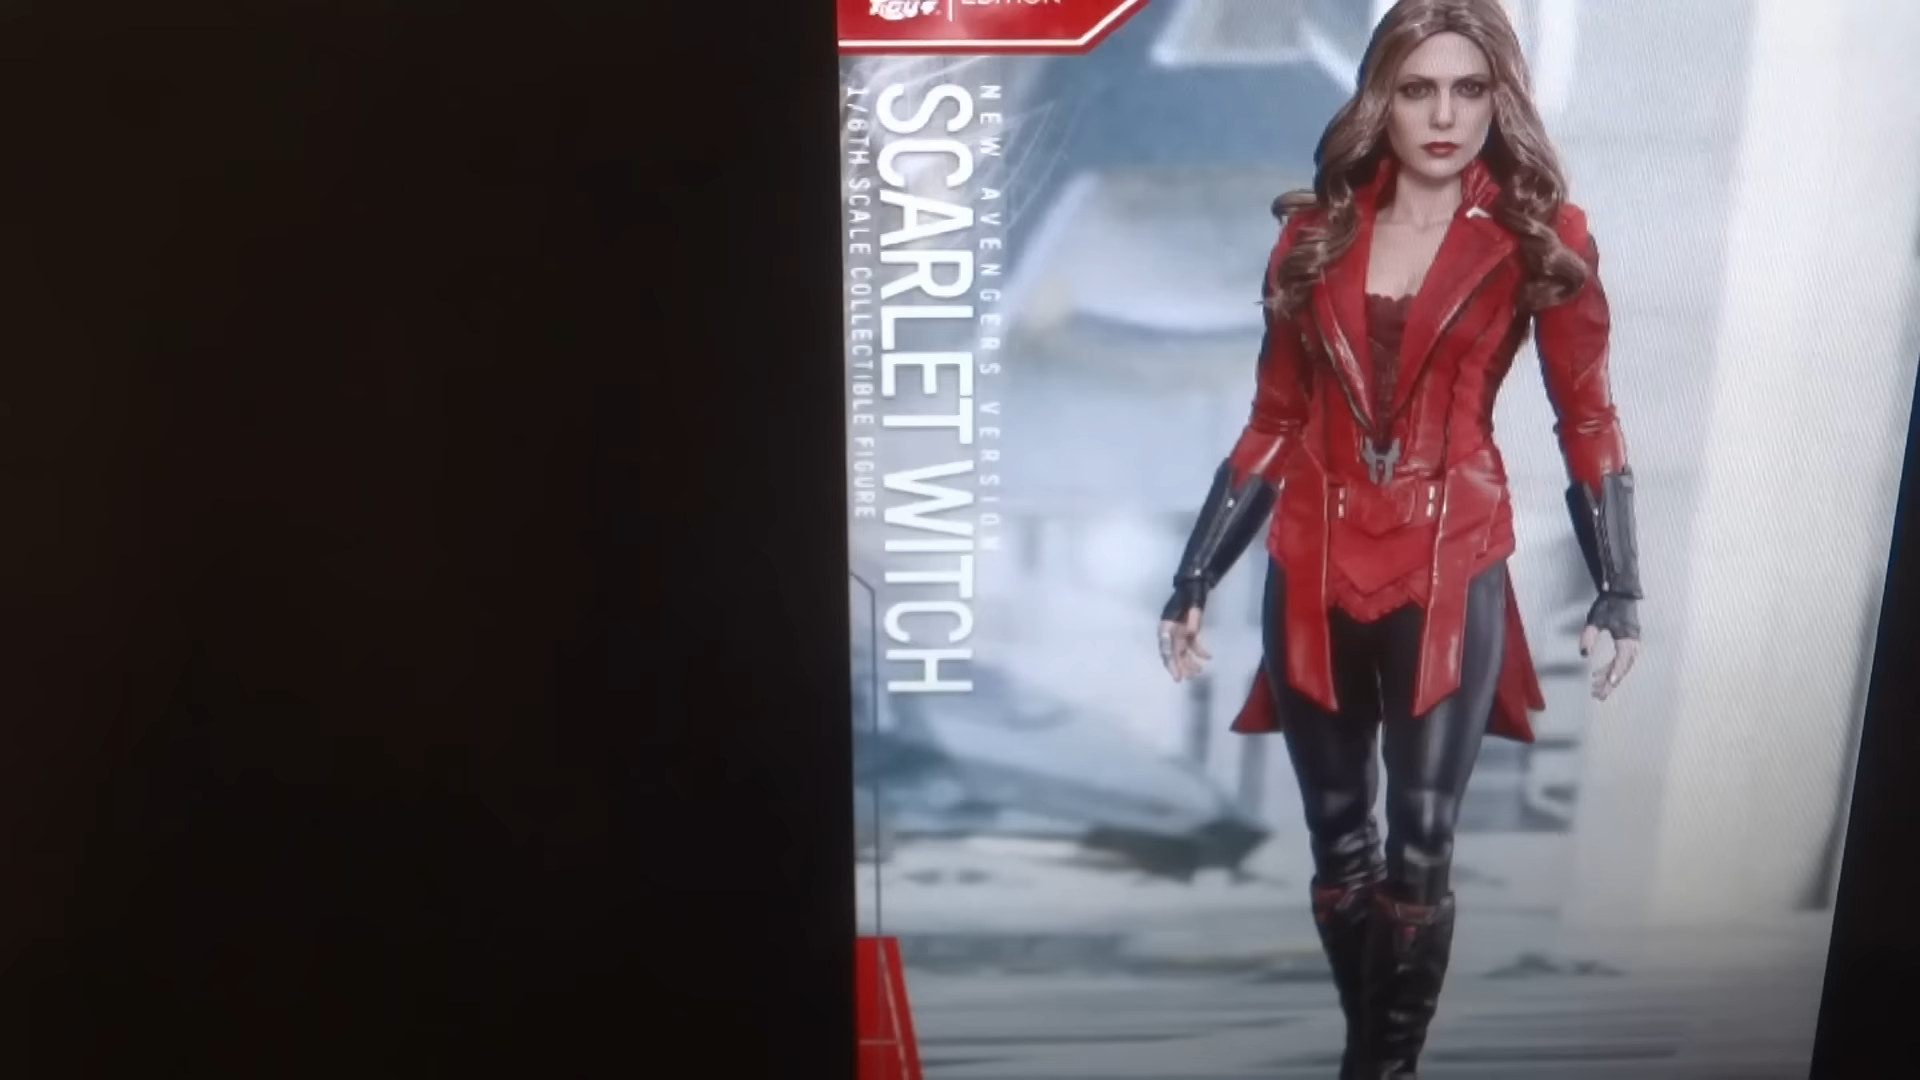 EDITION
NEW AVENGERS VERSION
SCARLET WITCH
1/6TH SCALE COLLECTIBLE FIGURE